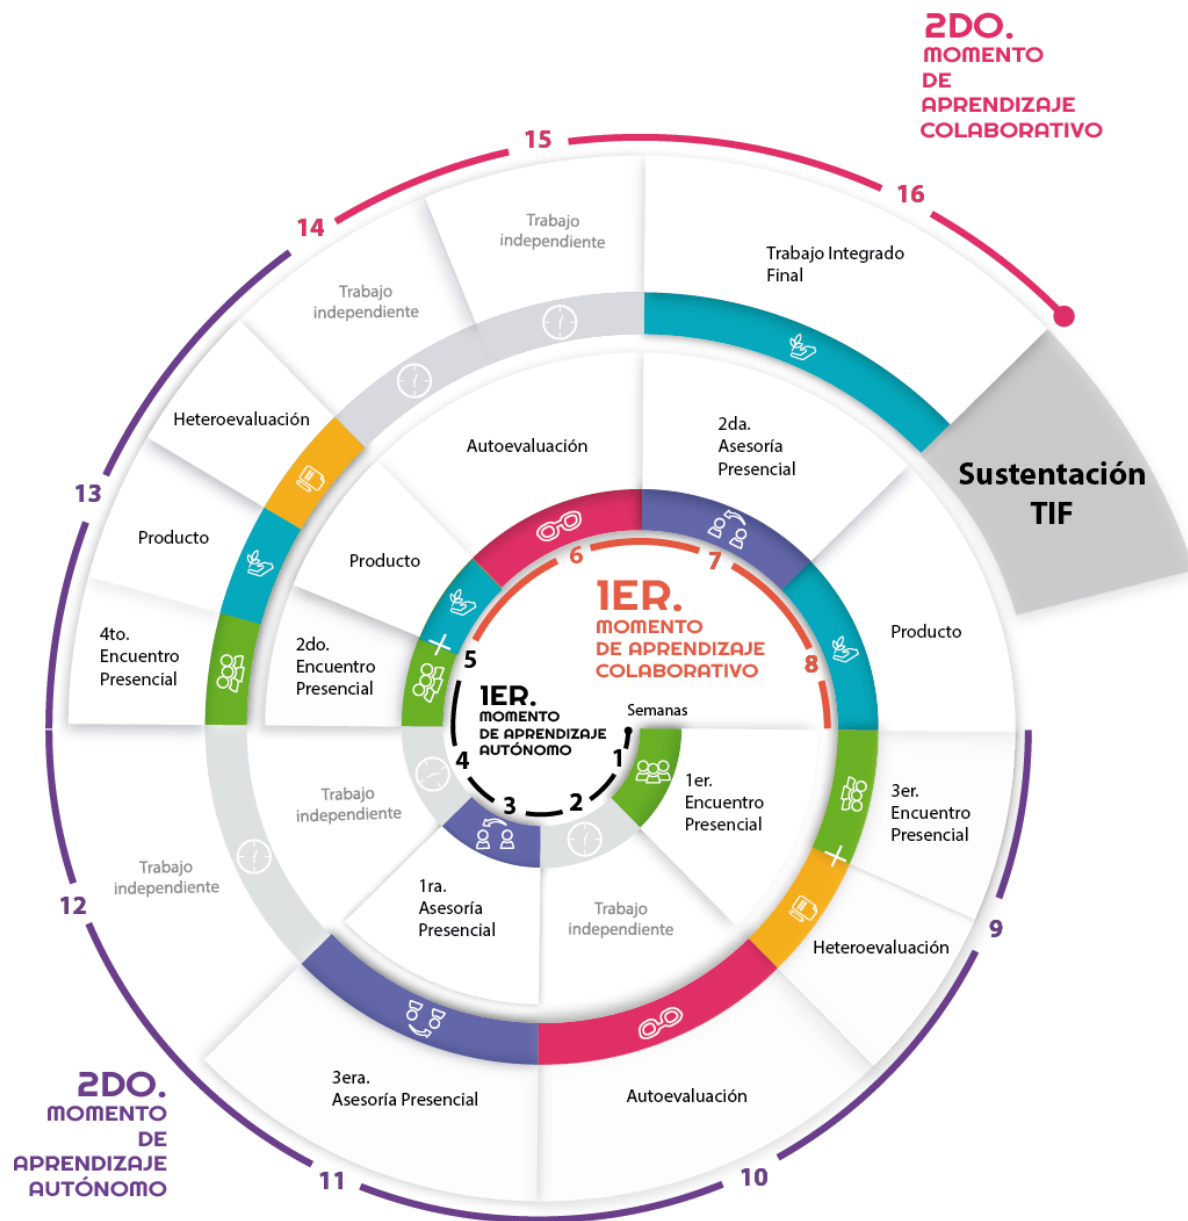 2DO.
MOMENTO
DE
APRENDIZAJE
COLABORATIVO
15
16
14
Trabajo
independiente
Trabajo Integrado
Final
Trabajo
independiente
Heteroevaluación
2da.
Asesoría
Presencial
Autoevaluación
Sustentación
TIF
13
Producto
Producto
6
7
1ER.
MOMENTO
DE APRENDIZAJE
COLABORATIVO
Producto
4to.
Encuentro
Presencial
2do.
Encuentro
Presencial
5
8
1ER.
MOMENTO
DE APRENDIZAJE
AUTÓNOMO
Semanas
4
1
3
2
1er.
Encuentro
Presencial
3er.
Encuentro
Presencial
Trabajo
independiente
Trabajo
independiente
12
1ra.
Asesoría
Presencial
Trabajo
independiente
9
Heteroevaluación
3era.
Asesoría Presencial
Autoevaluación
2DO.
MOMENTO
DE
APRENDIZAJE
AUTÓNOMO
11
10